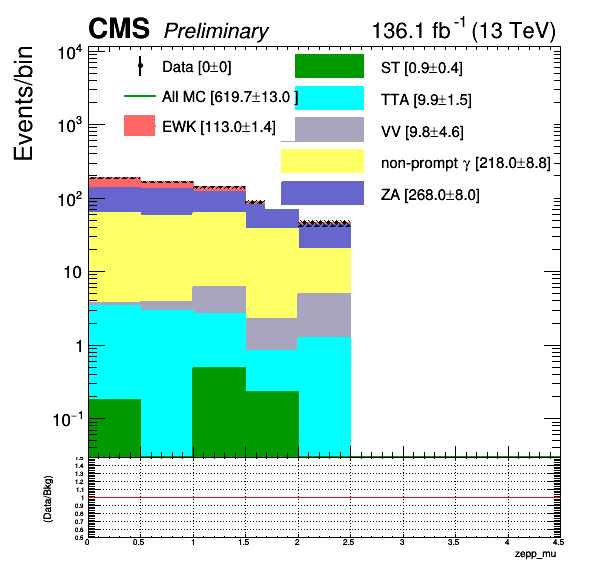 CMS Preliminary 136.1 fb⁻¹ (13 TeV)
Events/bin
10⁴
10³
10²
10
1
10⁻¹
Data [0±0]
All MC [619.7±13.0 ]
EWK [113.0±1.4]
ST [0.9±0.4]
TTA [9.9±1.5]
VV [9.8±4.6]
non-prompt γ [218.0±8.8]
ZA [268.0±8.0]
(Data/Bkg)
1.5
1.4
1.3
1.2
1.1
1
0.9
0.8
0.7
0.6
0.5
0 0.5 1 1.5 2 2.5 3 3.5 4 4.5
zepp_mu